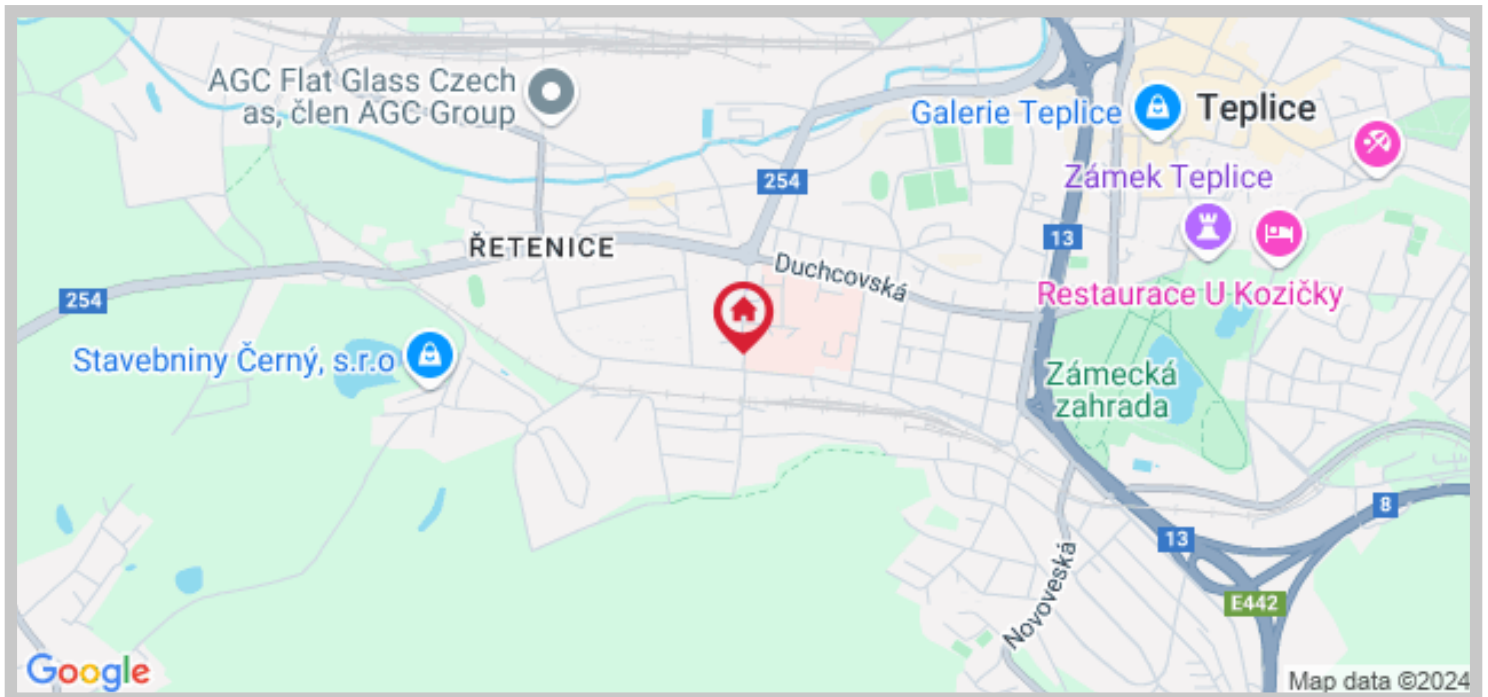 AGC Flat Glass Czech
as, člen AGC Group
Galerie Teplice
Teplice
254
Zámek Teplice
13
ŘETENICE
Duchcovská
254
Restaurace U Kozičky
Stavebniny Černý, s.r.o
Zámecká
zahrada
8
13
Novoveská
E442
Google
Map data ©2024